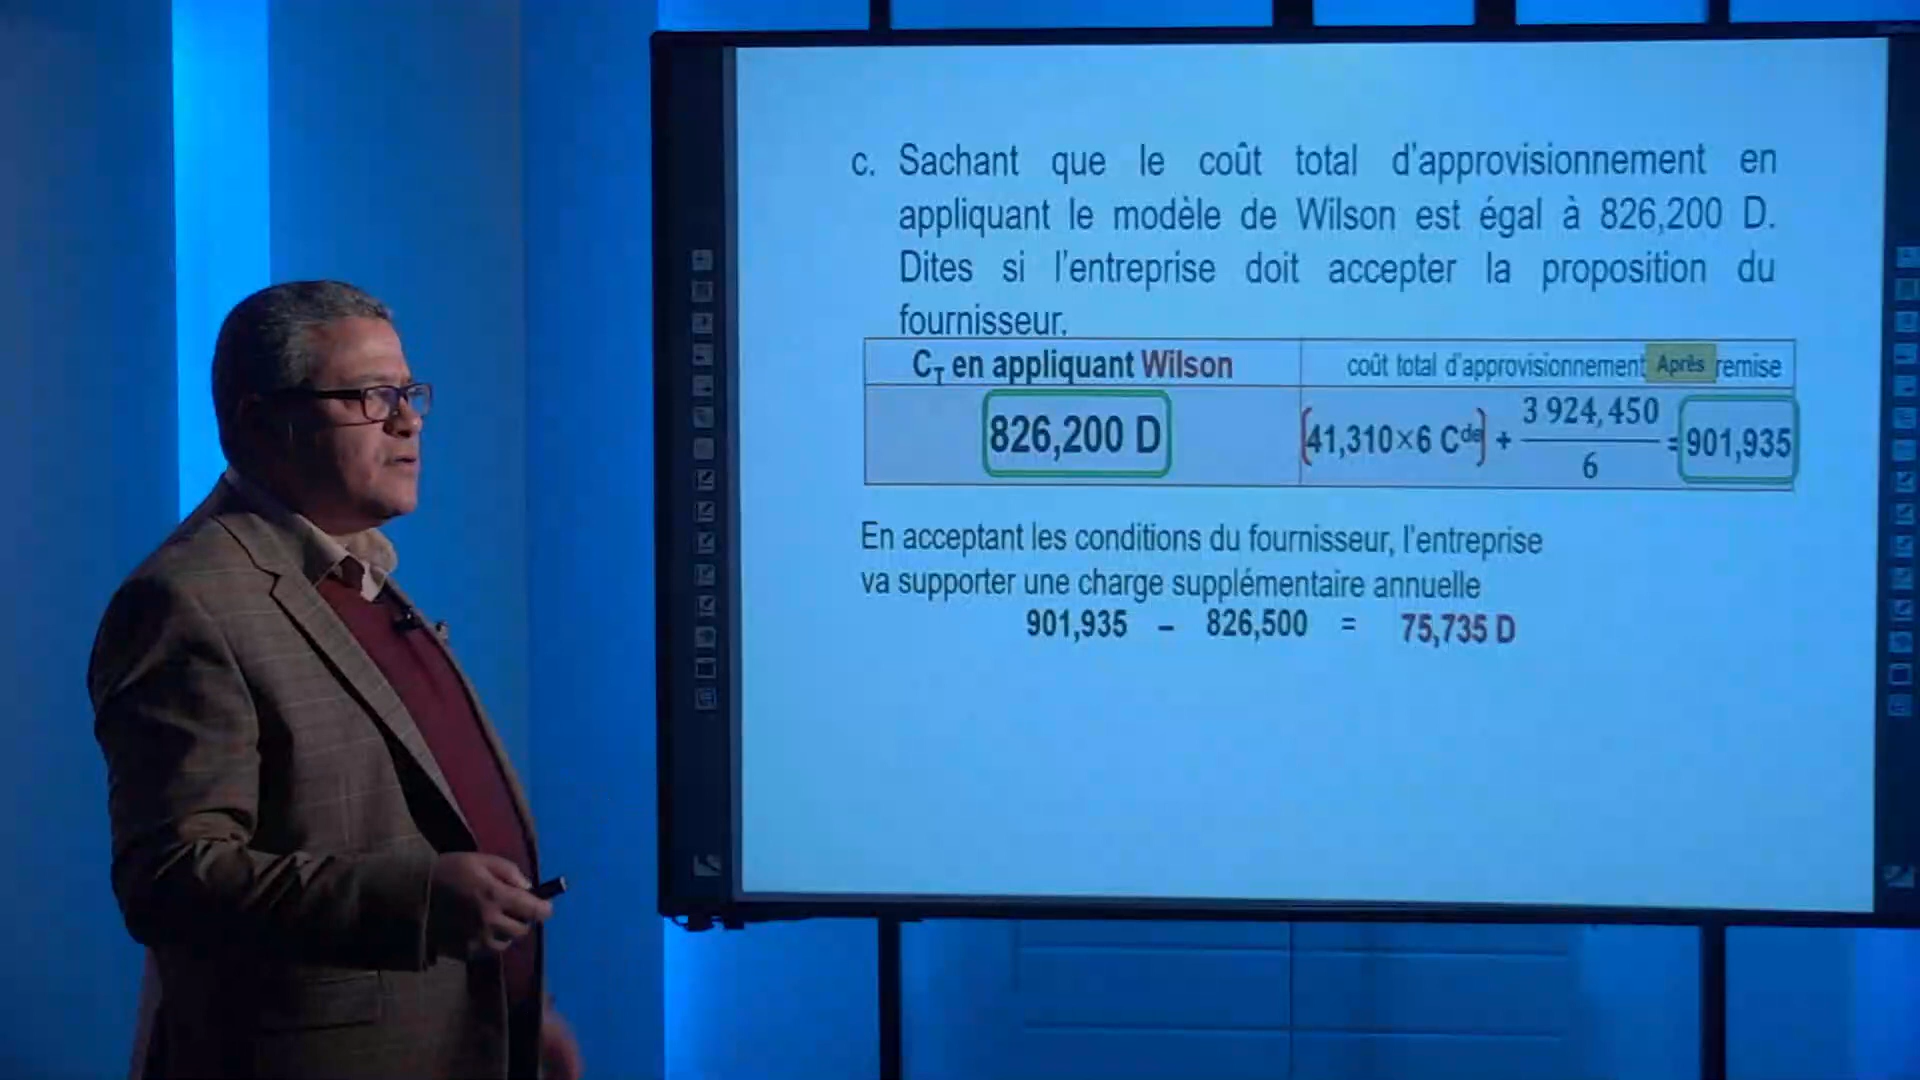 c. Sachant que le coût total d'approvisionnement en
appliquant le modèle de Wilson est égal à 826,200 D.
Dites si l'entreprise doit accepter la proposition du
fournisseur.
C_T en appliquant Wilson
coût total d'approvisionnement Après remise
826,200 D
(41,310×6 Cde) + 3 924,450 / 6 = 901,935
En acceptant les conditions du fournisseur, l'entreprise
va supporter une charge supplémentaire annuelle
901,935 – 826,500 = 75,735 D